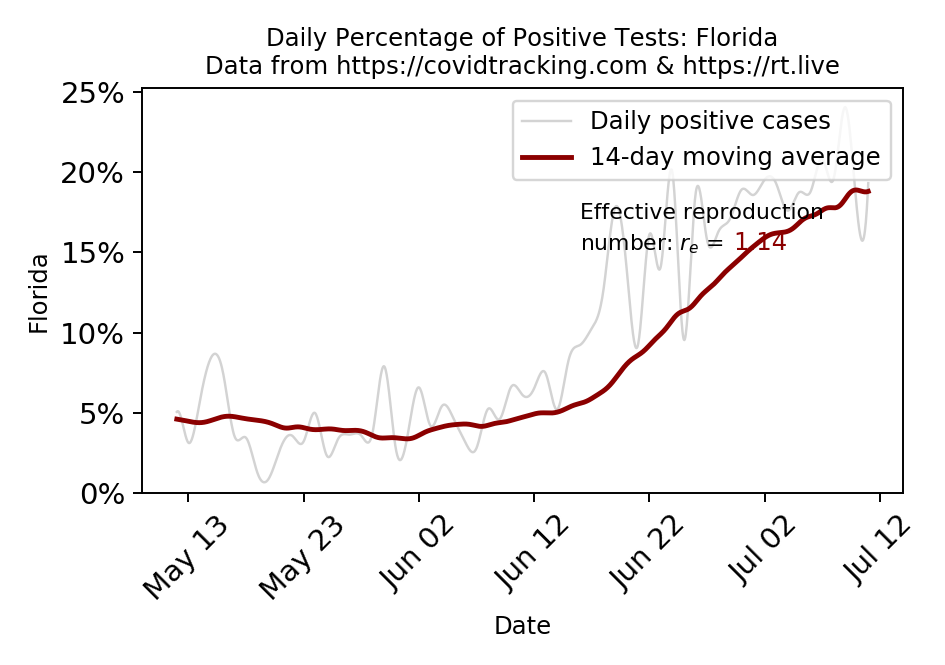 Daily Percentage of Positive Tests: Florida
Data from https://covidtracking.com & https://rt.live
25%
20%
15%
10%
5%
0%
Florida
Daily positive cases
14-day moving average
Effective reproduction
number: rₑ = 1.14
May 13
May 23
Jun 02
Jun 12
Jun 22
Jul 02
Jul 12
Date